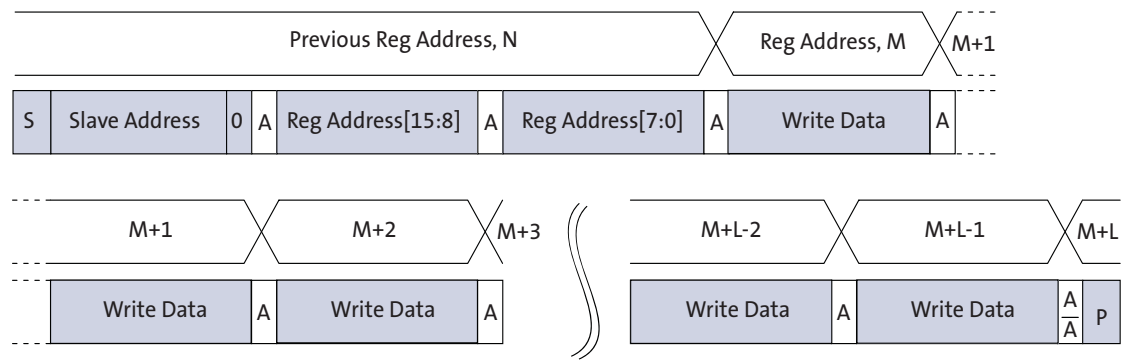 Previous Reg Address, N Reg Address, M M+1
S Slave Address 0 A Reg Address[15:8] A Reg Address[7:0] A Write Data A
M+1 M+2 M+3 M+L-2 M+L-1 M+L
Write Data A Write Data A Write Data A Write Data A/A̅ P